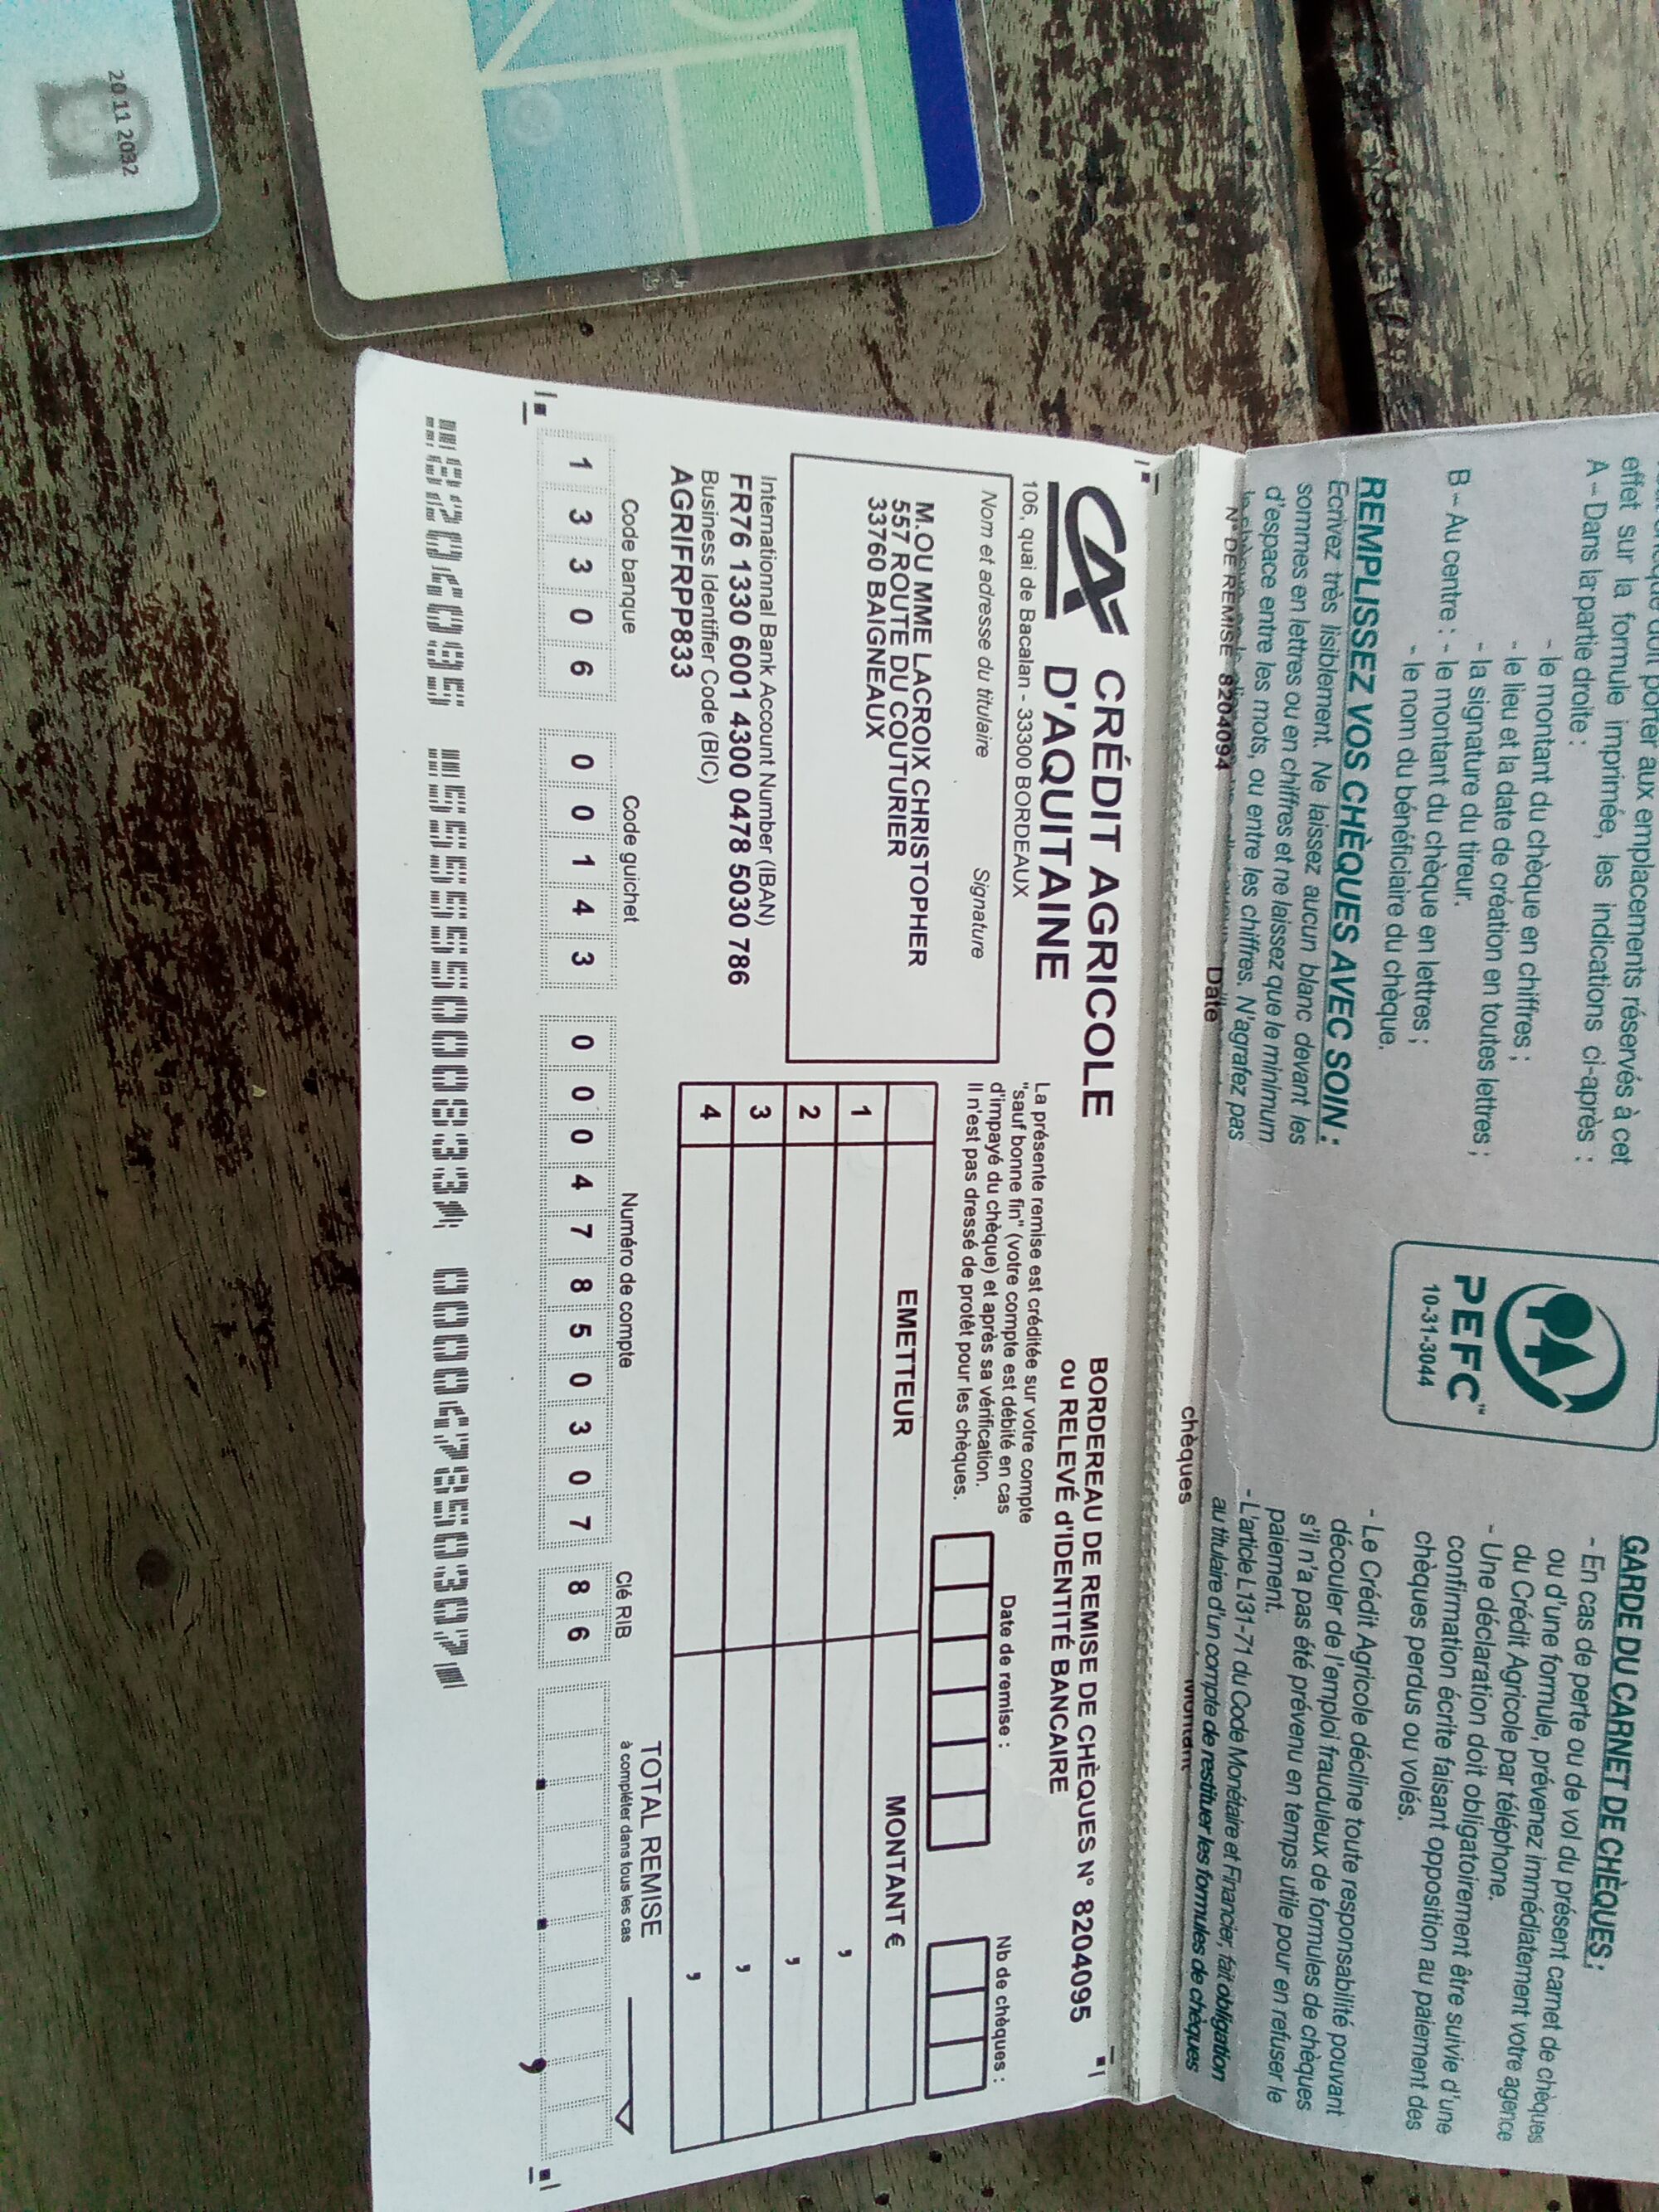 20 11 2032
effet sur la formule imprimée, les indications ci-après :
A – Dans la partie droite :
- le montant du chèque en chiffres ;
- le lieu et la date de création en toutes lettres ;
- la signature du tireur.
B – Au centre : - le montant du chèque en lettres ;
- le nom du bénéficiaire du chèque.
REMPLISSEZ VOS CHÈQUES AVEC SOIN :
Ecrivez très lisiblement. Ne laissez aucun blanc devant les
sommes en lettres ou en chiffres et ne laissez que le minimum
d'espace entre les mots, ou entre les chiffres. N'agrafez pas
PEFC™
10-31-3044
GARDE DU CARNET DE CHÈQUES :
- En cas de perte ou de vol du présent carnet de chèques
ou d'une formule, prévenez immédiatement votre agence
du Crédit Agricole par téléphone.
- Une déclaration doit obligatoirement être suivie d'une
confirmation écrite faisant opposition au paiement des
chèques perdus ou volés.
- Le Crédit Agricole décline toute responsabilité pouvant
découler de l'emploi frauduleux de formules de chèques
s'il n'a pas été prévenu en temps utile pour en refuser le
paiement.
- L'article L 131-71 du Code Monétaire et Financier, fait obligation
au titulaire d'un compte de restituer les formules de chèques
N° DE REMISE 8204094
Date
chèques
Montant
CA CRÉDIT AGRICOLE
D'AQUITAINE
106, quai de Bacalan - 33300 BORDEAUX
BORDEREAU DE REMISE DE CHÈQUES N° 8204095
OU RELEVÉ D'IDENTITÉ BANCAIRE
Nom et adresse du titulaire Signature
M.OU MME LACROIX CHRISTOPHER
557 ROUTE DU COUTURIER
33760 BAIGNEAUX
La présente remise est créditée sur votre compte
"sauf bonne fin" (votre compte est débité en cas
d'impayé du chèque) et après sa vérification.
Il n'est pas dressé de protêt pour les chèques.
Date de remise :
Nb de chèques :
EMETTEUR MONTANT €
1 ,
2 ,
3 ,
4 ,
Internationnal Bank Account Number (IBAN)
FR76 1330 6001 4300 0478 5030 786
Business Identifier Code (BIC)
AGRIFRPP833
TOTAL REMISE
à compléter dans tous les cas
Code banque Code guichet Numéro de compte Clé RIB
1 3 3 0 6 0 0 1 4 3 0 0 0 4 7 8 5 0 3 0 7 8 6 ,